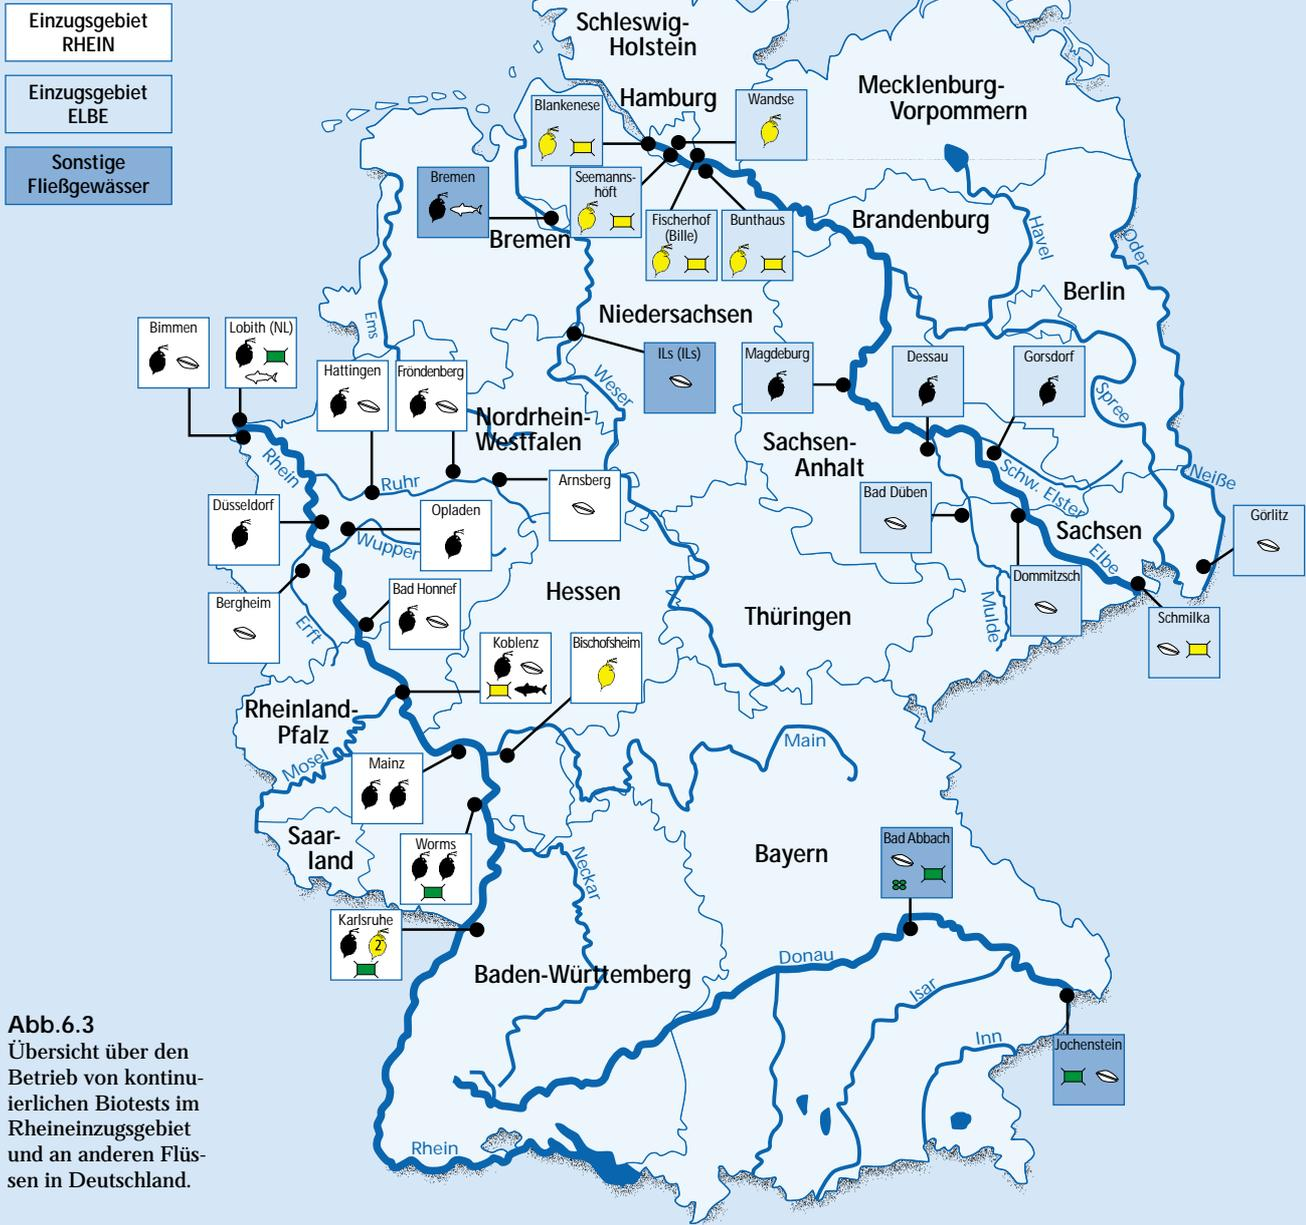 Einzugsgebiet
RHEIN
Einzugsgebiet
ELBE
Sonstige
Fließgewässer
Schleswig-
Holstein
Hamburg
Mecklenburg-
Vorpommern
Blankenese
Wandse
Bremen
Seemanns-
höft
Fischerhof
(Bille)
Bunthaus
Bremen
Brandenburg
Havel
Oder
Berlin
Niedersachsen
Ems
Bimmen
Lobith (NL)
Hattingen
Fröndenberg
ILs (ILs)
Magdeburg
Dessau
Gorsdorf
Weser
Spree
Nordrhein-
Westfalen
Sachsen-
Anhalt
Rhein
Ruhr
Arnsberg
Schw. Elster
Neiße
Bad Düben
Düsseldorf
Opladen
Wupper
Sachsen
Görlitz
Elbe
Bergheim
Erft
Bad Honnef
Hessen
Thüringen
Mulde
Dommitzsch
Schmilka
Koblenz
Bischofsheim
Rheinland-
Pfalz
Mosel
Mainz
Main
Saar-
land
Worms
Neckar
Bayern
Bad Abbach
Karlsruhe
2
Baden-Württemberg
Donau
Isar
Inn
Jochenstein
Rhein
Abb.6.3
Übersicht über den
Betrieb von kontinu-
ierlichen Biotests im
Rheineinzugsgebiet
und an anderen Flüs-
sen in Deutschland.